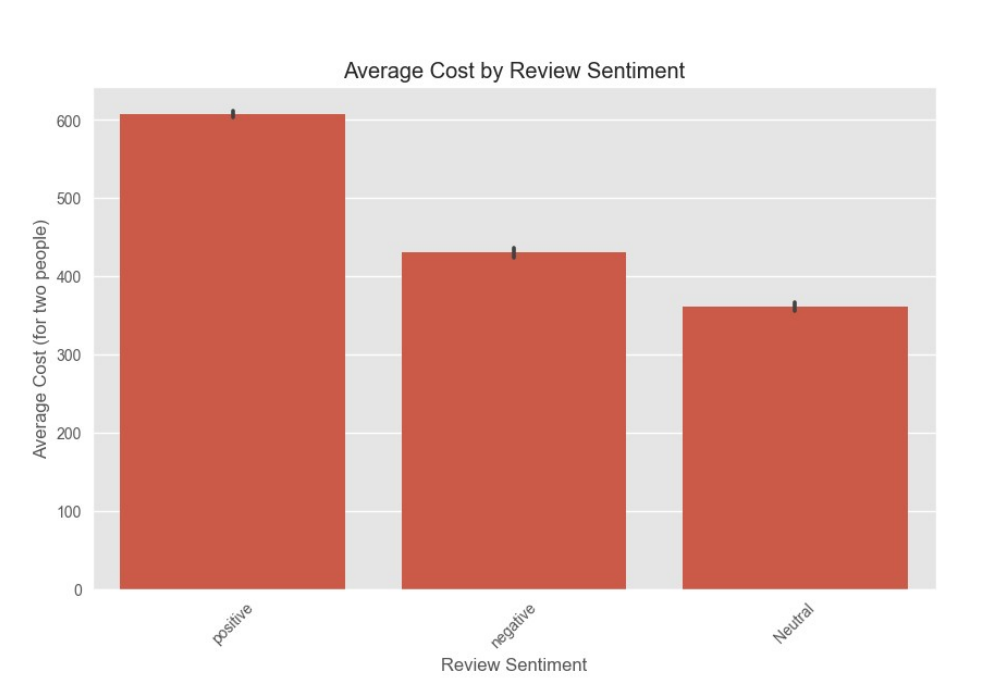 Average Cost by Review Sentiment
Average Cost (for two people)
600
500
400
300
200
100
0
positive
negative
Neutral
Review Sentiment